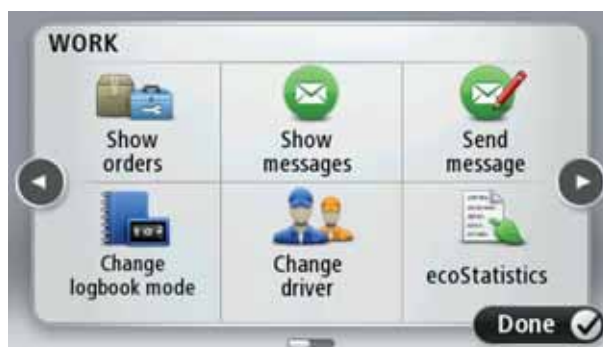 WORK
Show
orders
Show
messages
Send
message
Change
logbook mode
Change
driver
ecoStatistics
Done